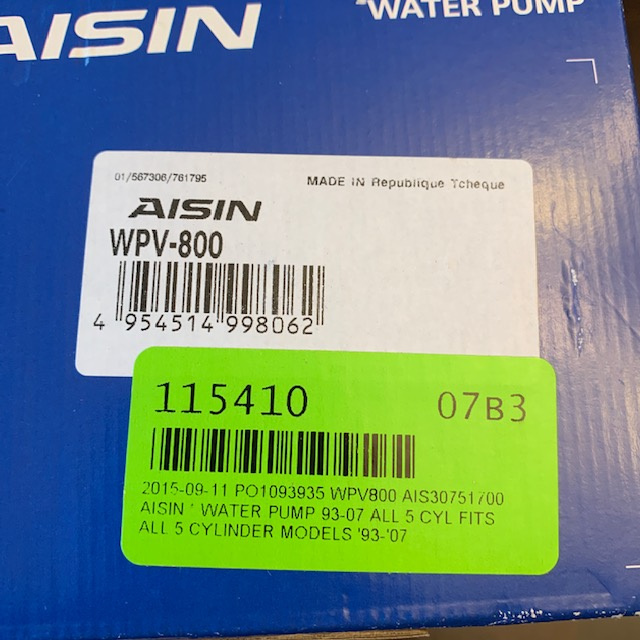 AISIN
WATER PUMP
01/567306/761795
MADE IN Republique Tcheque
AISIN
WPV-800
4 954514 998062
115410
07B3
2015-09-11 PO1093935 WPV800 AIS30751700
AISIN ' WATER PUMP 93-07 ALL 5 CYL FITS
ALL 5 CYLINDER MODELS '93-'07